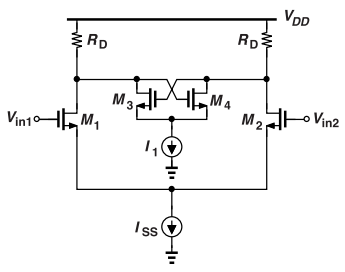 V_DD
R_D R_D
M_3 M_4
V_in1 M_1 M_2 V_in2
I_1
I_SS